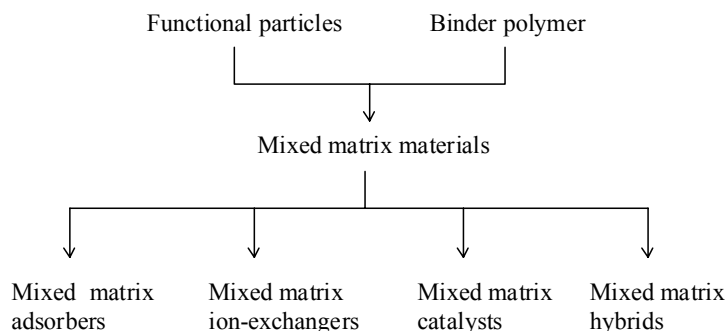 Functional particles Binder polymer
Mixed matrix materials
Mixed matrix adsorbers
Mixed matrix ion-exchangers
Mixed matrix catalysts
Mixed matrix hybrids